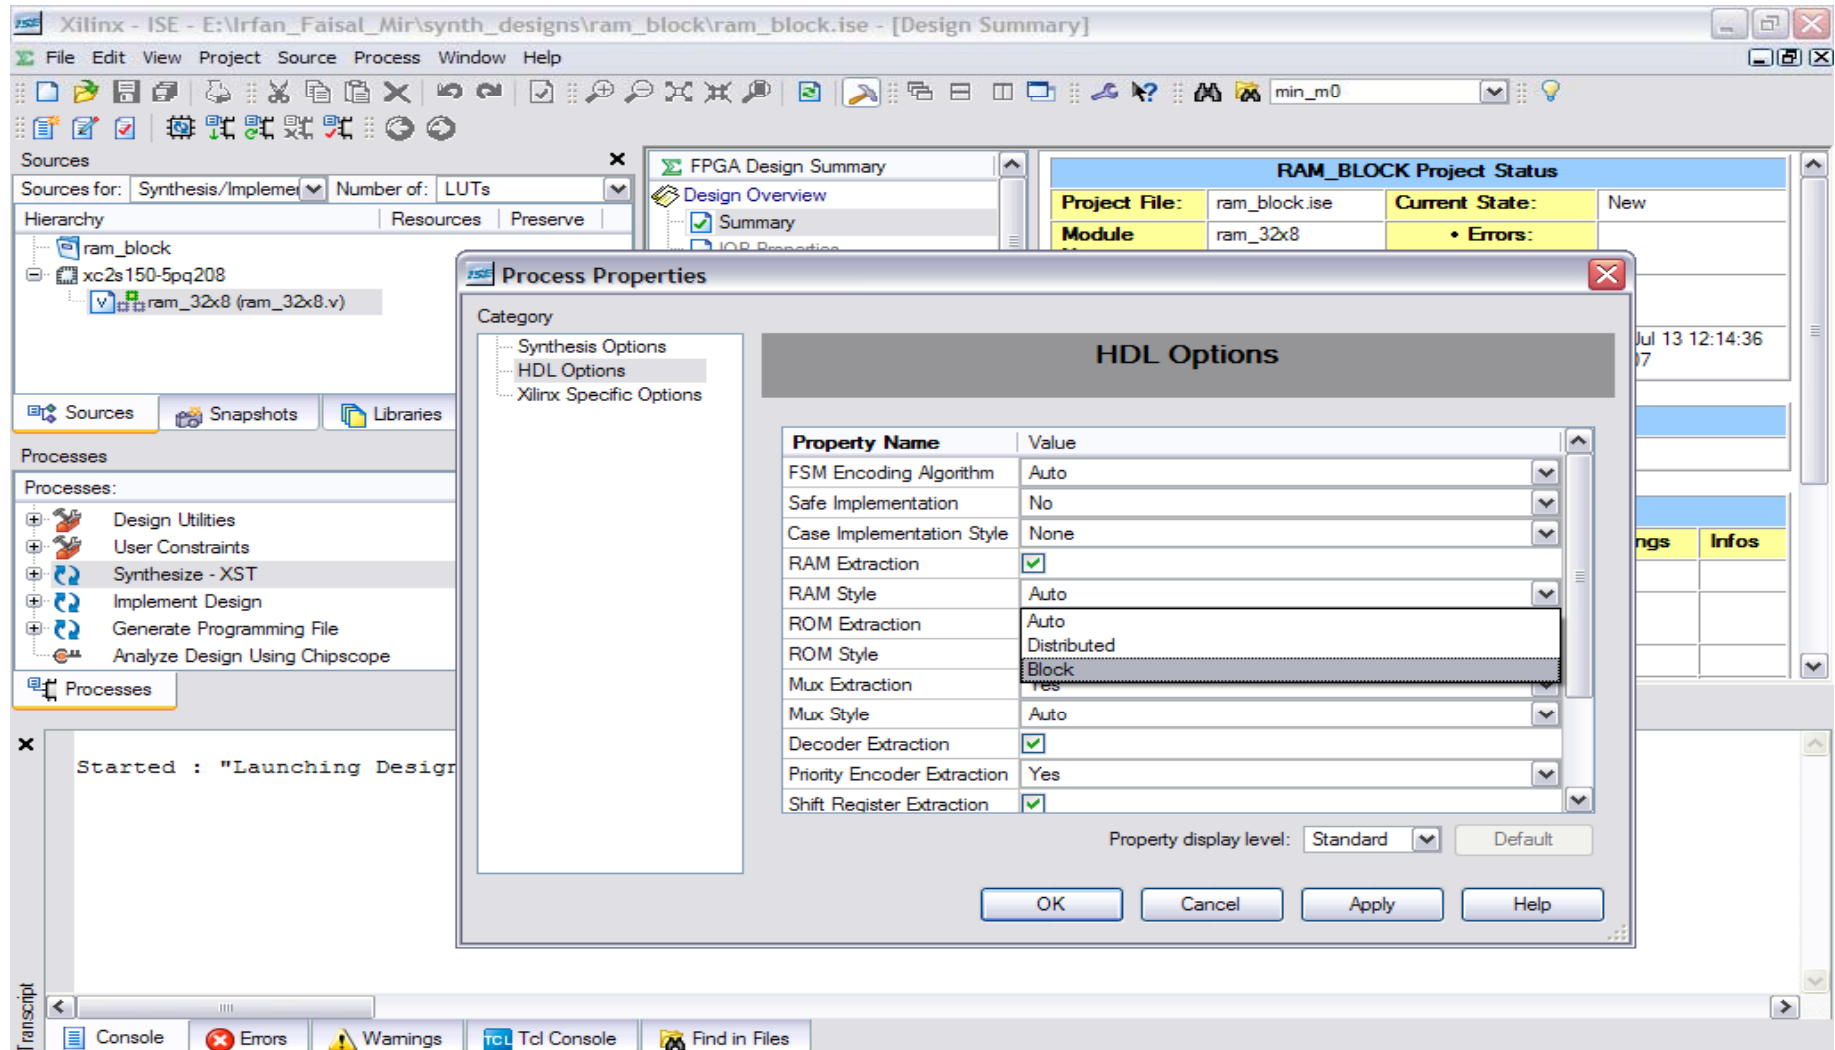 Xilinx - ISE - E:\Irfan_Faisal_Mir\synth_designs\ram_block\ram_block.ise - [Design Summary]
File Edit View Project Source Process Window Help
min_m0
Sources
Sources for: Synthesis/Implemen Number of: LUTs
Hierarchy Resources Preserve
ram_block
xc2s150-5pq208
ram_32x8 (ram_32x8.v)
Sources Snapshots Libraries
Processes
Processes:
Design Utilities
User Constraints
Synthesize - XST
Implement Design
Generate Programming File
Analyze Design Using Chipscope
Processes
FPGA Design Summary
Design Overview
Summary
IOB Properties
RAM_BLOCK Project Status
Project File: ram_block.ise Current State: New
Module ram_32x8 • Errors:
Jul 13 12:14:36
07
ngs Infos
ISE Process Properties
Category
Synthesis Options
HDL Options
Xilinx Specific Options
HDL Options
Property Name Value
FSM Encoding Algorithm Auto
Safe Implementation No
Case Implementation Style None
RAM Extraction
RAM Style Auto
ROM Extraction Auto
Distributed
ROM Style
Block
Mux Extraction Yes
Mux Style Auto
Decoder Extraction
Priority Encoder Extraction Yes
Shift Register Extraction
Property display level: Standard Default
OK Cancel Apply Help
Started : "Launching Design
Transcript
Console Errors Warnings TCL Tcl Console Find in Files